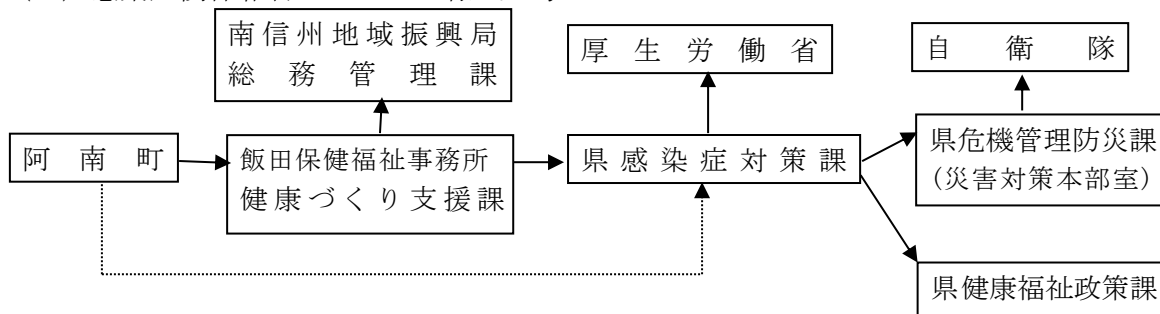 南信州地域振興局
総務管理課
厚生労働省
自衛隊
阿南町
飯田保健福祉事務所
健康づくり支援課
県感染症対策課
県危機管理防災課
（災害対策本部室）
県健康福祉政策課